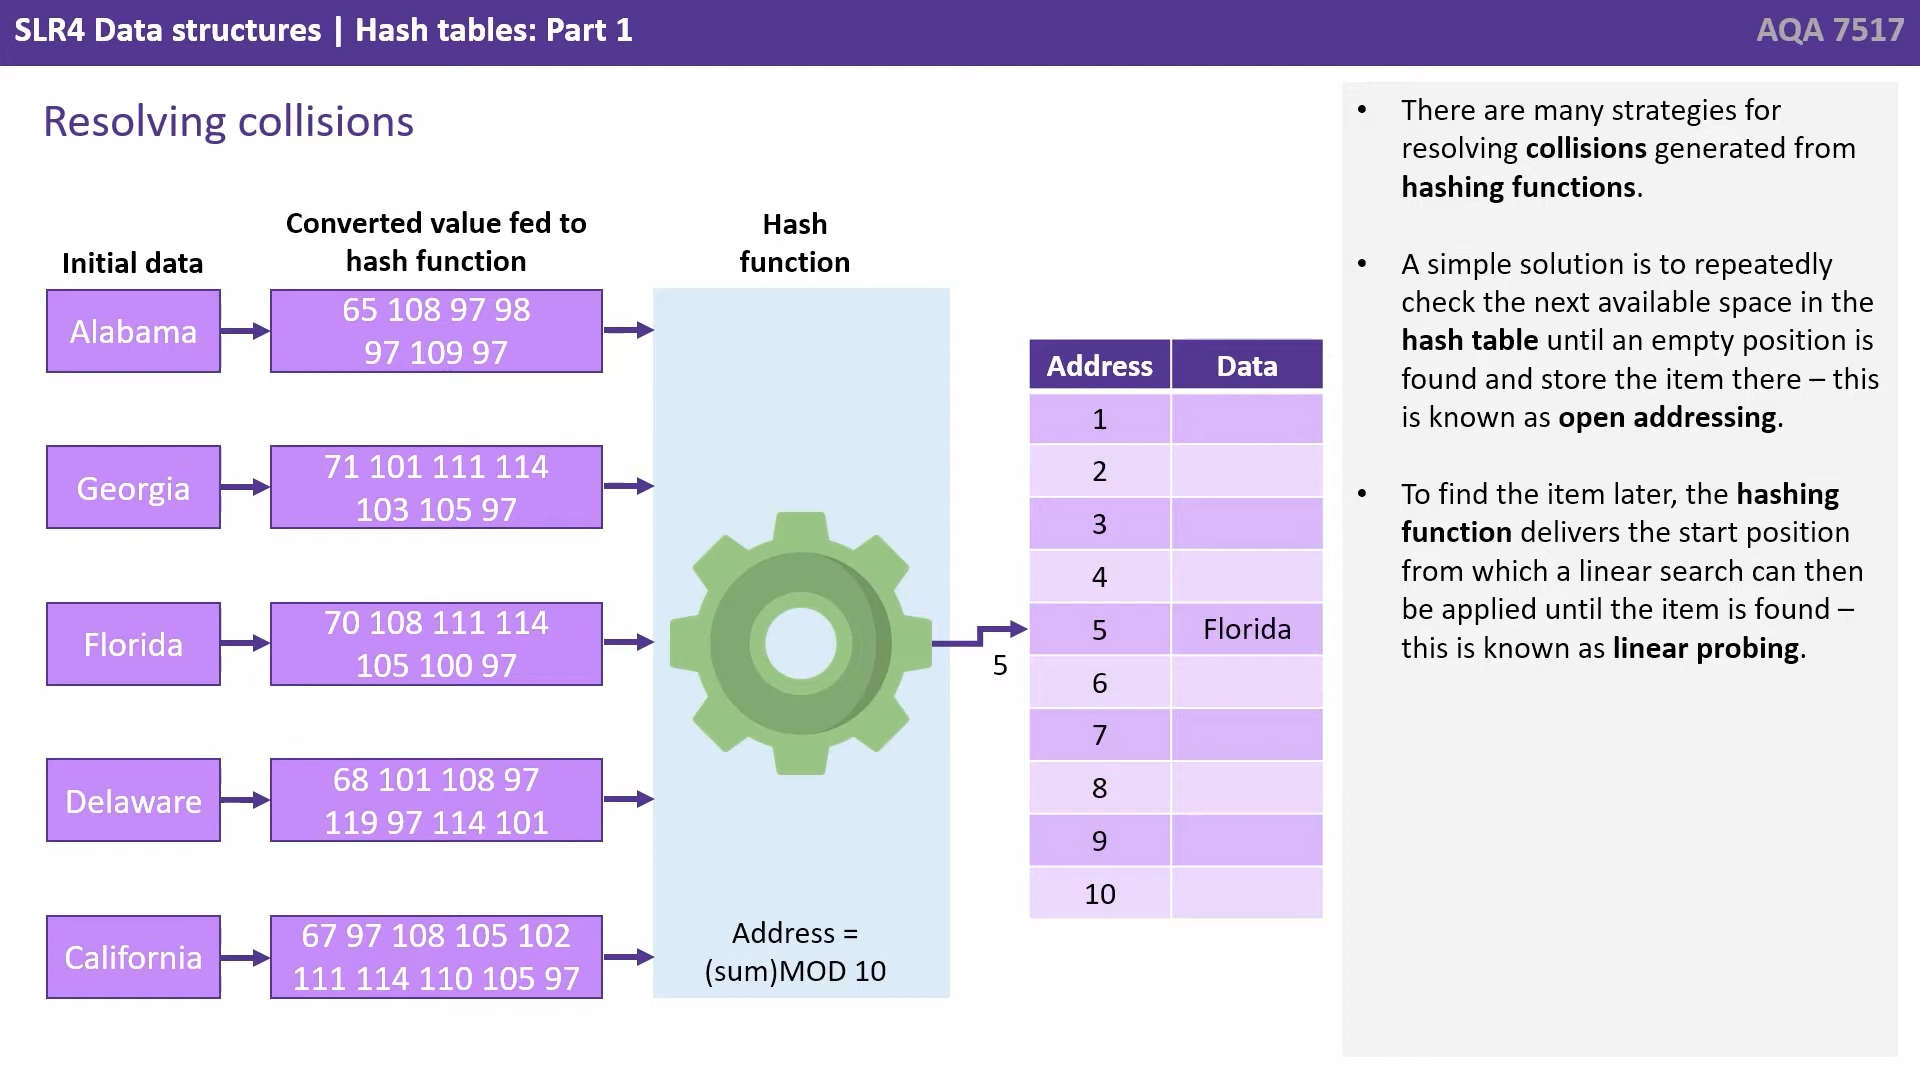 SLR4 Data structures | Hash tables: Part 1
AQA 7517
Resolving collisions
Initial data
Converted value fed to
hash function
Hash
function
Alabama
65 108 97 98
97 109 97
Georgia
71 101 111 114
103 105 97
Florida
70 108 111 114
105 100 97
Delaware
68 101 108 97
119 97 114 101
California
67 97 108 105 102
111 114 110 105 97
Address =
(sum)MOD 10
5
Address Data
1
2
3
4
5 Florida
6
7
8
9
10
• There are many strategies for
resolving collisions generated from
hashing functions.
• A simple solution is to repeatedly
check the next available space in the
hash table until an empty position is
found and store the item there – this
is known as open addressing.
• To find the item later, the hashing
function delivers the start position
from which a linear search can then
be applied until the item is found –
this is known as linear probing.